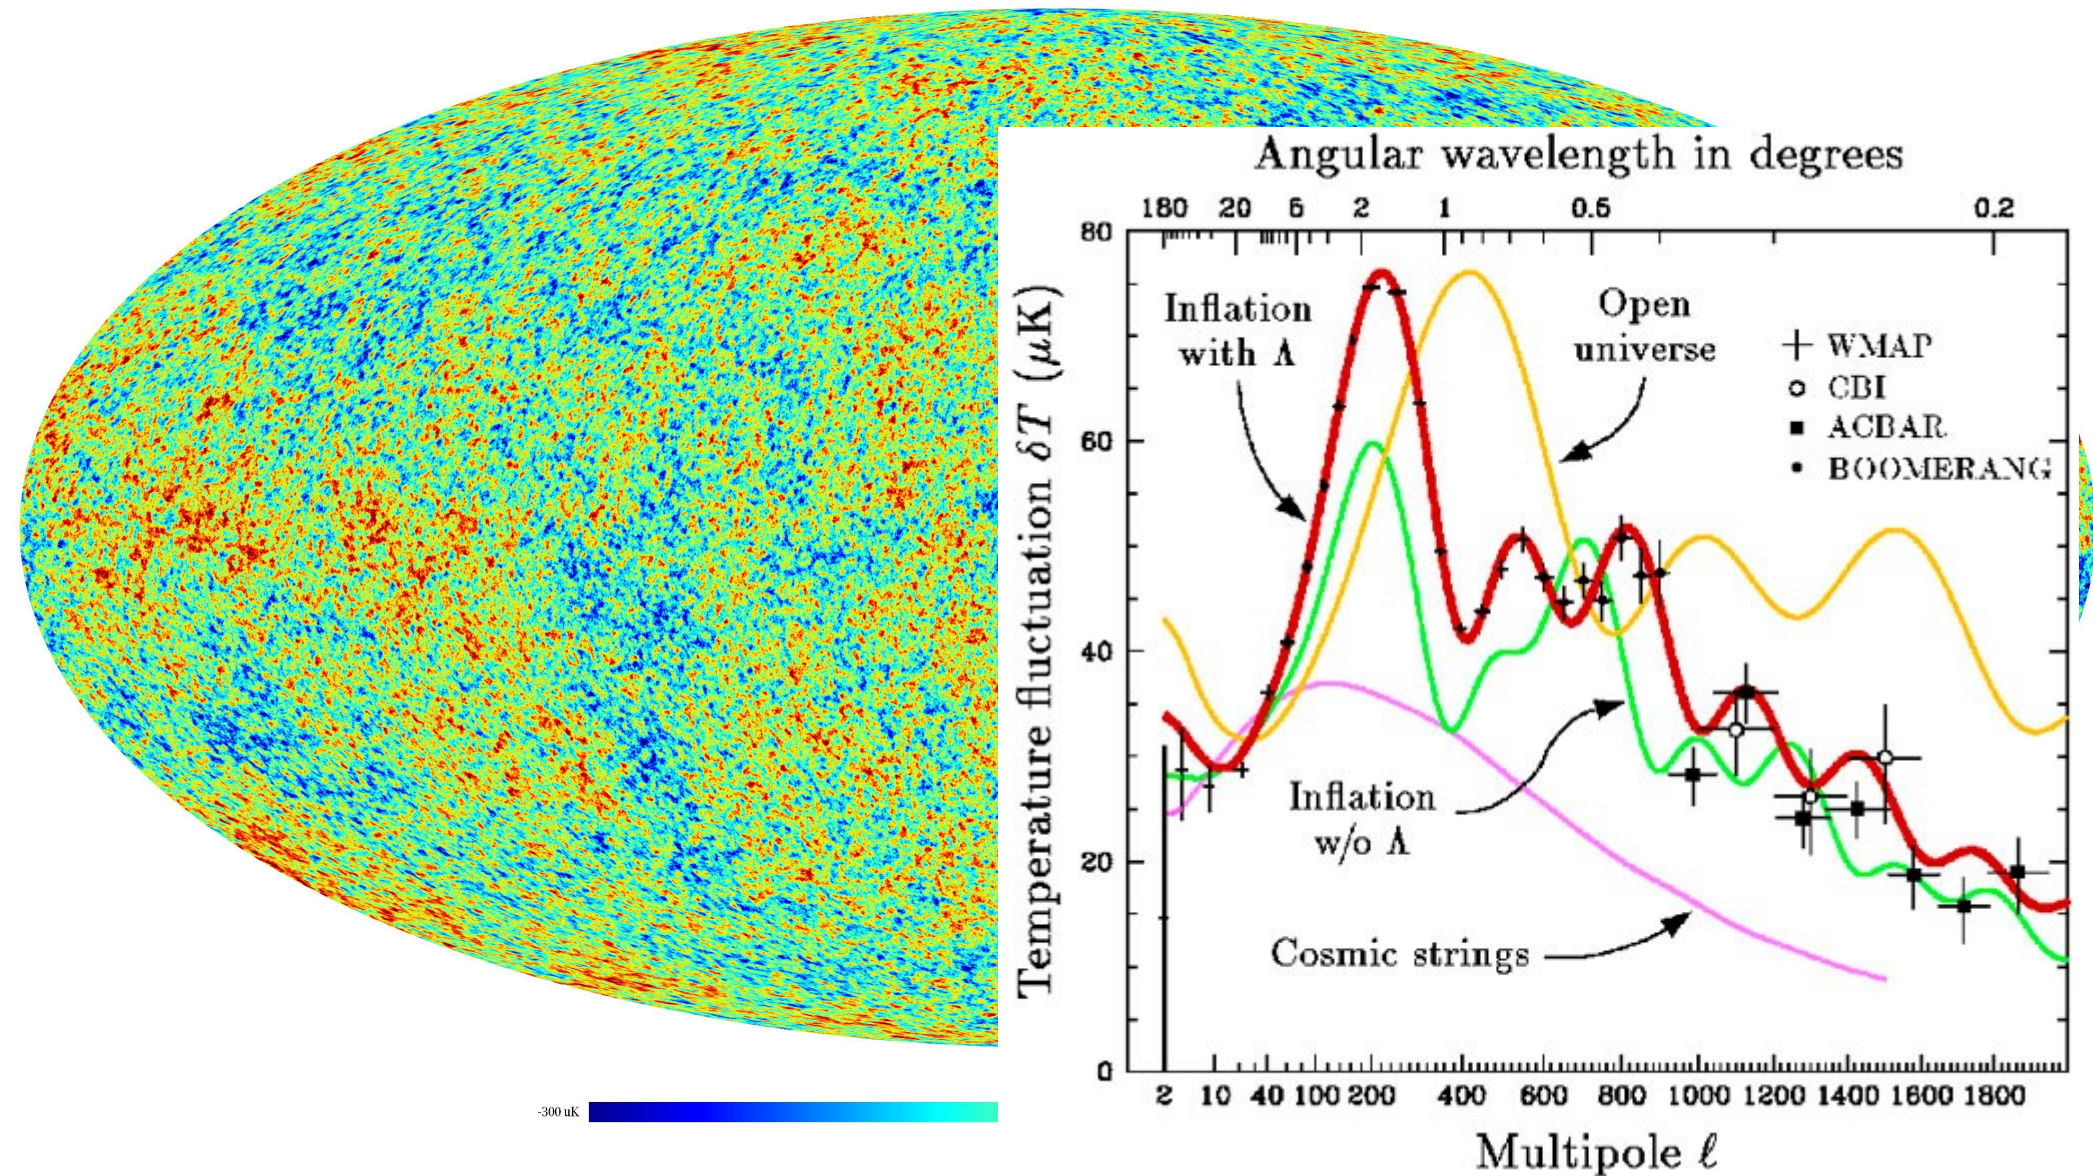 Angular wavelength in degrees
180 20 5 2 1 0.5 0.2
Temperature fluctuation δT (μK)
80
60
40
20
0
Inflation
with Λ
Open
universe
WMAP
CBI
ACBAR
BOOMERANG
Inflation
w/o Λ
Cosmic strings
2 10 40 100 200 400 600 800 1000 1200 1400 1600 1800
Multipole ℓ
-300 uK